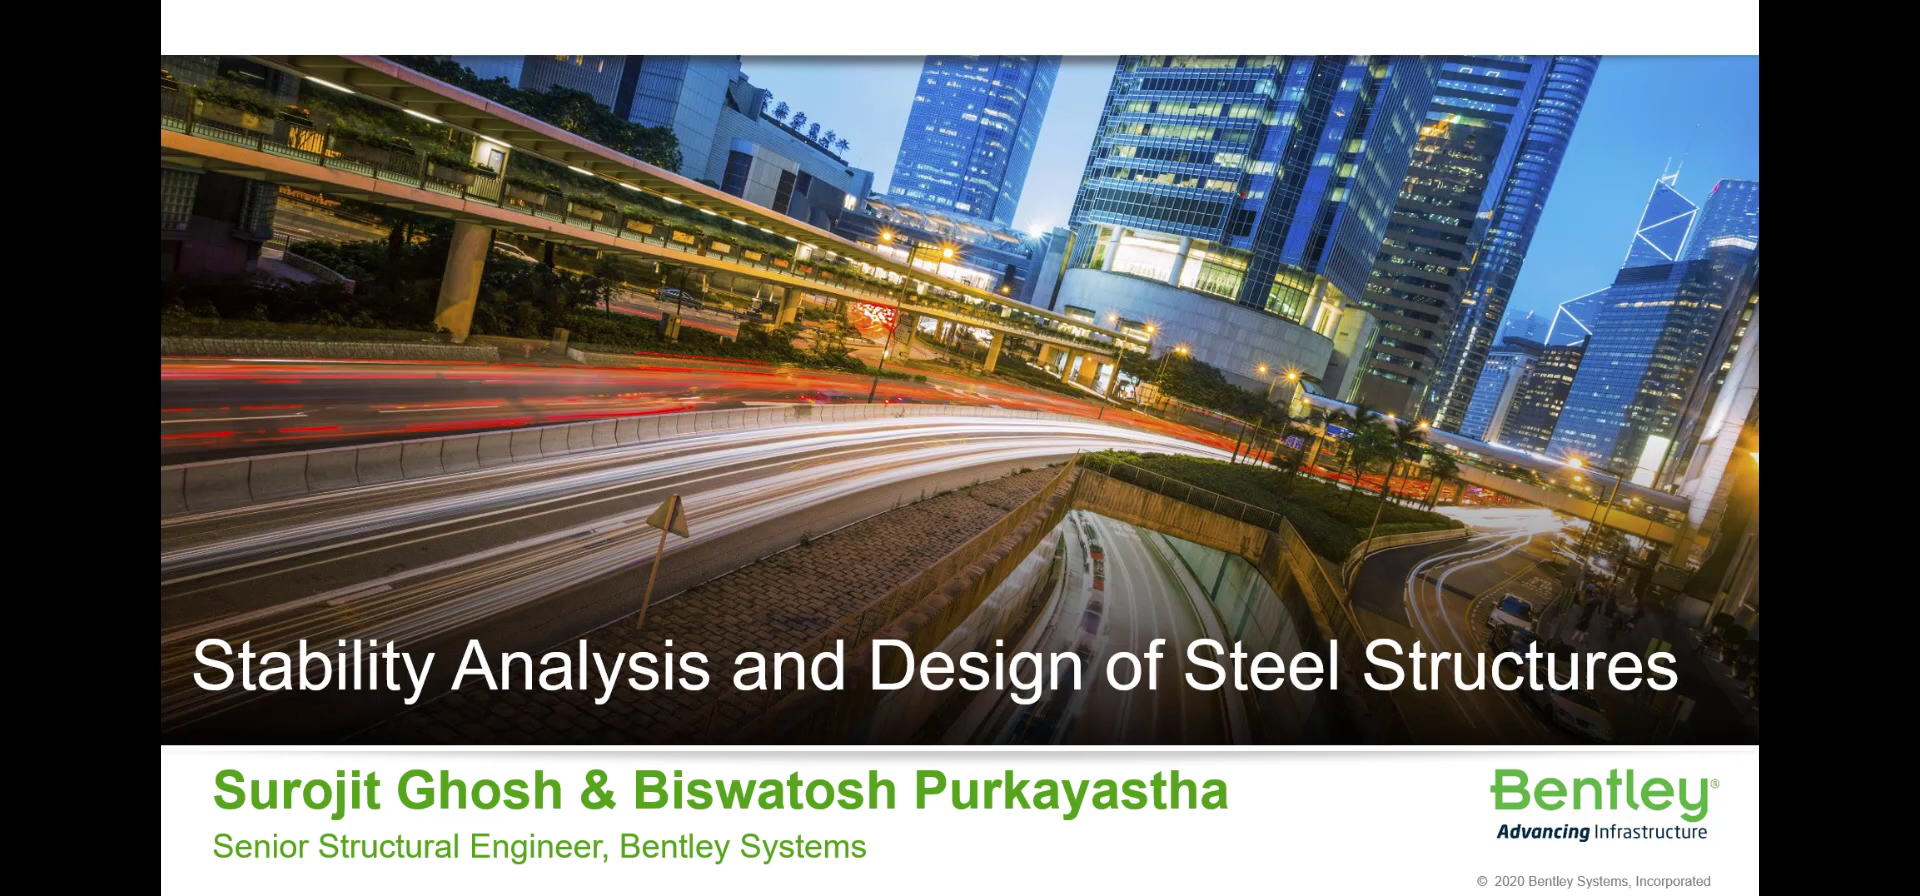 Stability Analysis and Design of Steel Structures
Surojit Ghosh & Biswatosh Purkayastha
Senior Structural Engineer, Bentley Systems
Bentley®
Advancing Infrastructure
© 2020 Bentley Systems, Incorporated